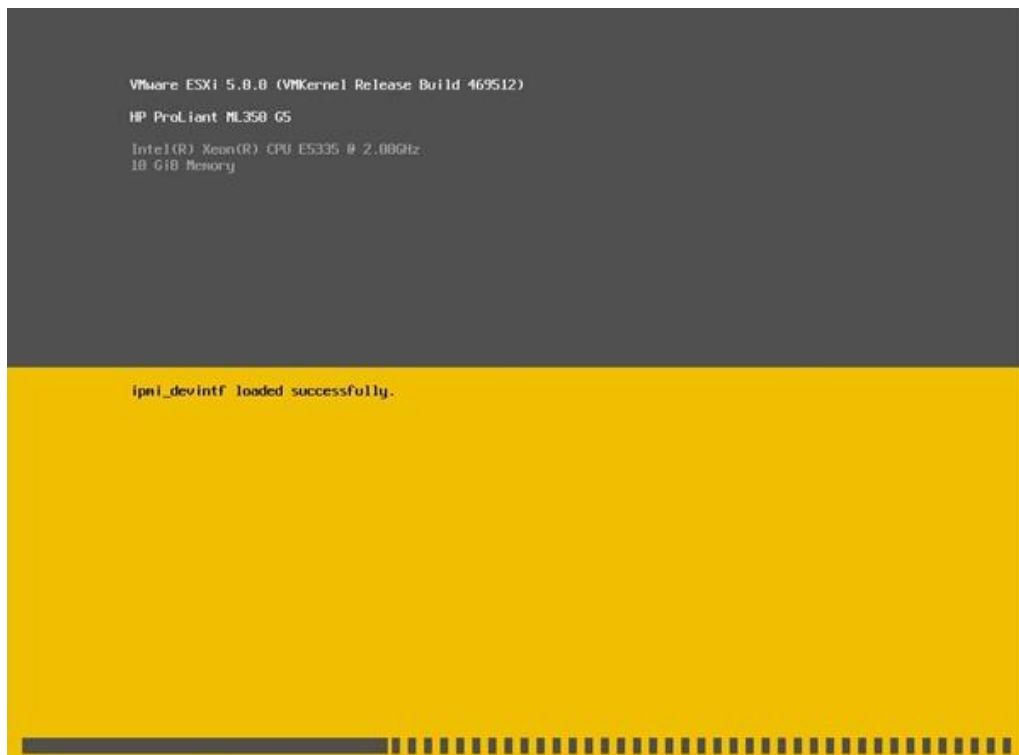 VMware ESXi 5.0.0 (VMKernel Release Build 469512)
HP ProLiant ML350 G5
Intel(R) Xeon(R) CPU E5335 @ 2.00GHz
10 GiB Memory
ipmi_devintf loaded successfully.